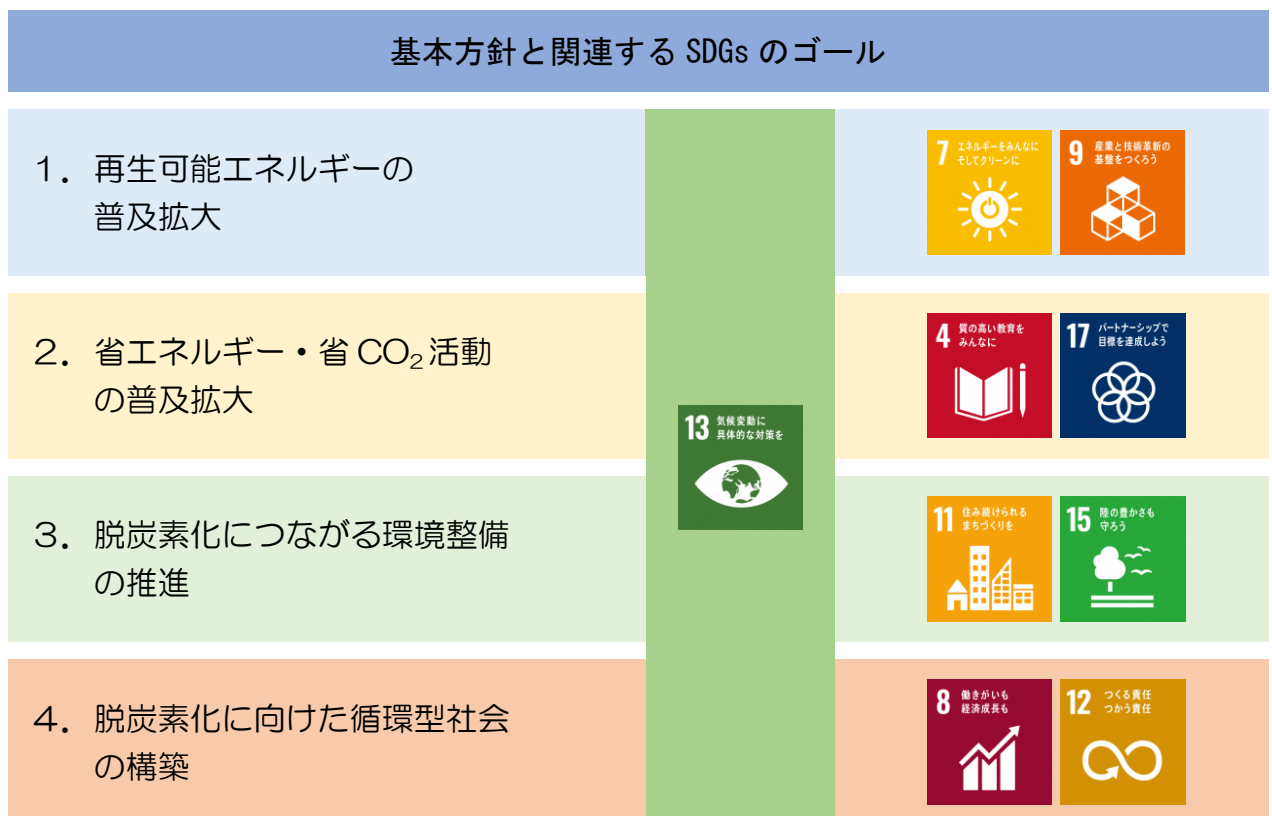 基本方針と関連する SDGs のゴール
1. 再生可能エネルギーの
普及拡大
7 エネルギーをみんなに
そしてクリーンに
9 産業と技術革新の
基盤をつくろう
2. 省エネルギー・省 CO₂活動
の普及拡大
4 質の高い教育を
みんなに
17 パートナーシップで
目標を達成しよう
13 気候変動に
具体的な対策を
3. 脱炭素化につながる環境整備
の推進
11 住み続けられる
まちづくりを
15 陸の豊かさも
守ろう
4. 脱炭素化に向けた循環型社会
の構築
8 働きがいも
経済成長も
12 つくる責任
つかう責任